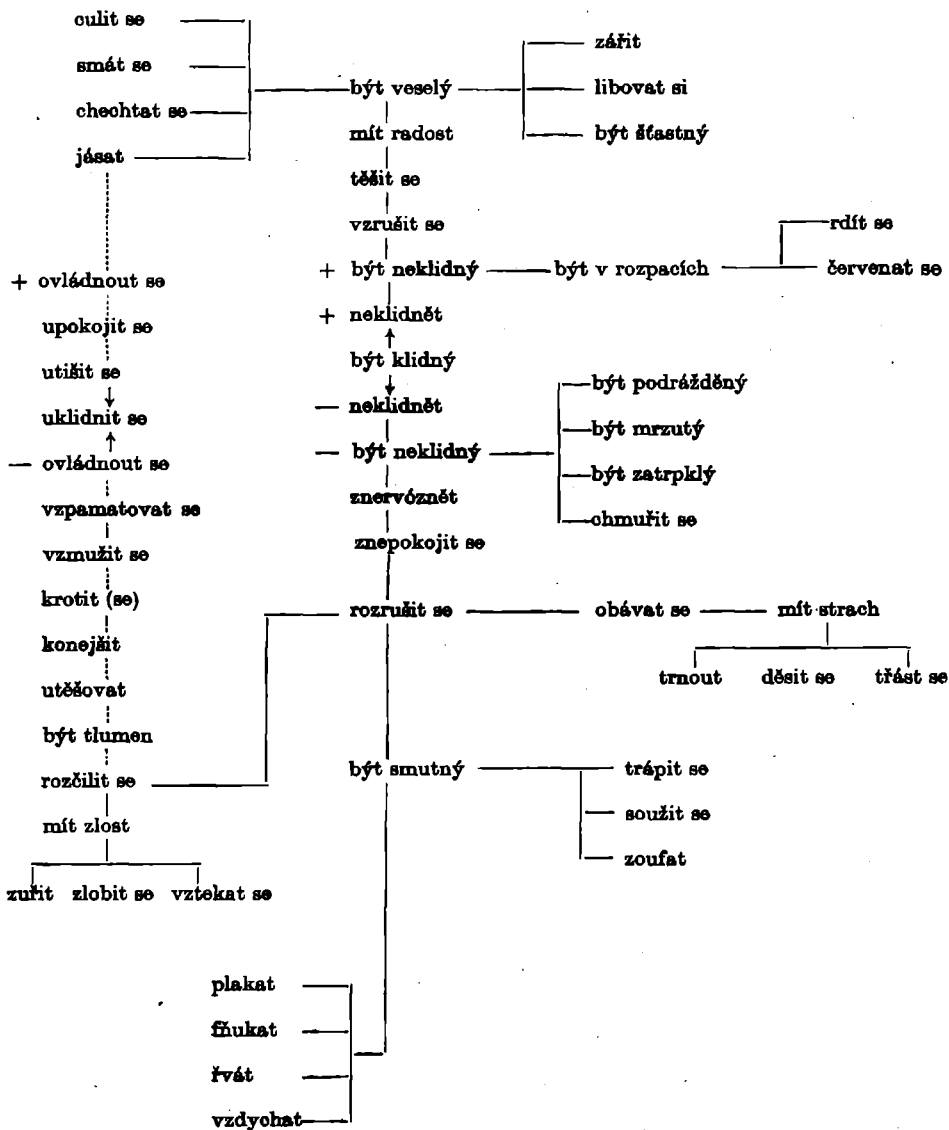 culit se
zářit
smát se
být veselý
libovat si
chechtat se
mít radost
být šťastný
jásat
těšit se
vzrušit se
rdít se
+ ovládnout se
+ být neklidný
být v rozpacích
červenat se
upokojit se
+ neklidnět
utišit se
být klidný
být podrážděný
uklidnit se
— neklidnět
být mrzutý
— ovládnout se
— být neklidný
být zatrpklý
vzpamatovat se
znervóznět
chmuřit se
vzmužit se
znepokojit se
krotit (se)
rozrušit se
obávat se
mít strach
konejšit
trnout
děsit se
třást se
utěšovat
být tlumen
být smutný
trápit se
rozčilit se
soužit se
mít zlost
zoufat
zuřit
zlobit se
vztekat se
plakat
fňukat
řvát
vzdychat